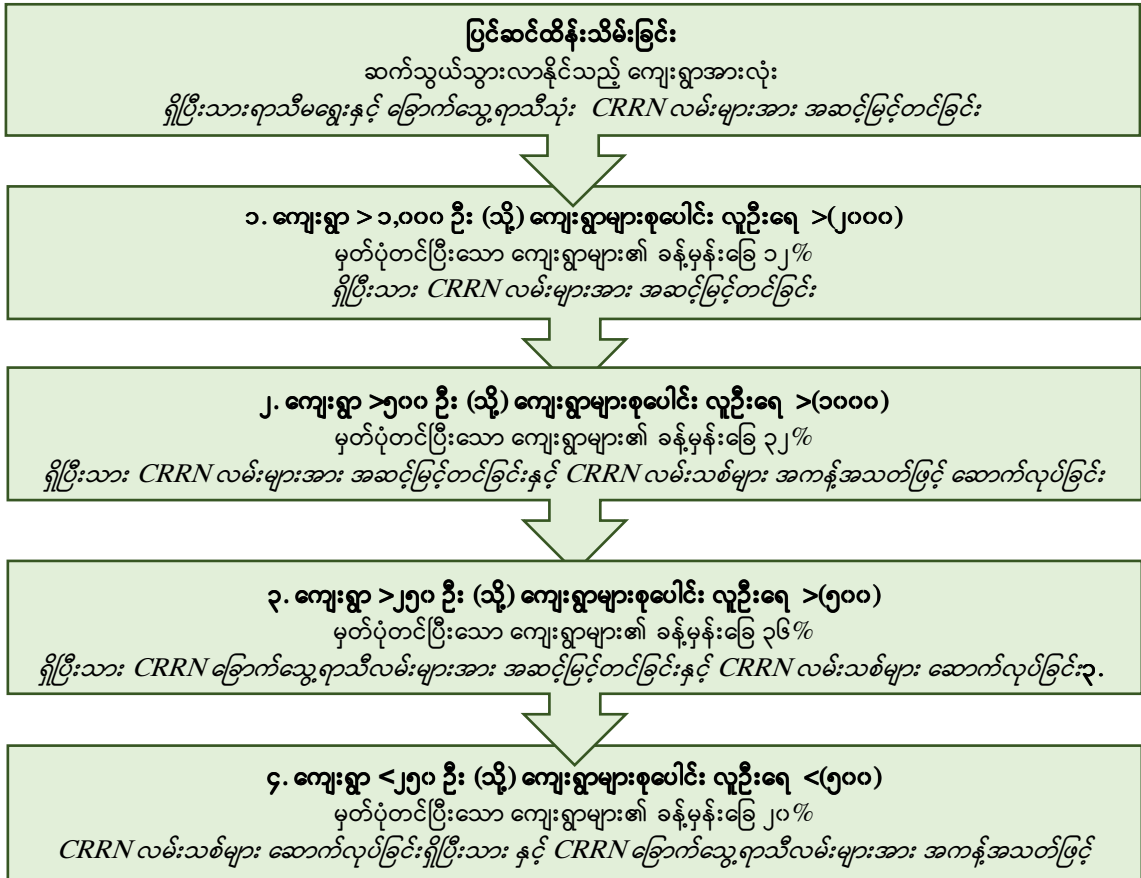 ပြင်ဆင်ထိန်းသိမ်းခြင်း
ဆက်သွယ်သွားလာနိုင်သည့် ကျေးရွာအားလုံး
ရှိပြီးသားရာသီမရွေးနှင့် ခြောက်သွေ့ရာသီသုံး CRRN လမ်းများအား အဆင့်မြင့်တင်ခြင်း
၁. ကျေးရွာ > ၁,၀၀၀ ဦး (သို့) ကျေးရွာများစုပေါင်း လူဦးရေ >(၂၀၀၀)
မှတ်ပုံတင်ပြီးသော ကျေးရွာများ၏ ခန့်မှန်းခြေ ၁၂%
ရှိပြီးသား CRRN လမ်းများအား အဆင့်မြင့်တင်ခြင်း
၂. ကျေးရွာ >၅၀၀ ဦး (သို့) ကျေးရွာများစုပေါင်း လူဦးရေ >(၁၀၀၀)
မှတ်ပုံတင်ပြီးသော ကျေးရွာများ၏ ခန့်မှန်းခြေ ၃၂%
ရှိပြီးသား CRRN လမ်းများအား အဆင့်မြင့်တင်ခြင်းနှင့် CRRN လမ်းသစ်များ အကန့်အသတ်ဖြင့် ဆောက်လုပ်ခြင်း
၃. ကျေးရွာ >၂၅၀ ဦး (သို့) ကျေးရွာများစုပေါင်း လူဦးရေ >(၅၀၀)
မှတ်ပုံတင်ပြီးသော ကျေးရွာများ၏ ခန့်မှန်းခြေ ၃၆%
ရှိပြီးသား CRRN ခြောက်သွေ့ရာသီလမ်းများအား အဆင့်မြင့်တင်ခြင်းနှင့် CRRN လမ်းသစ်များ ဆောက်လုပ်ခြင်း၃.
၄. ကျေးရွာ <၂၅၀ ဦး (သို့) ကျေးရွာများစုပေါင်း လူဦးရေ <(၅၀၀)
မှတ်ပုံတင်ပြီးသော ကျေးရွာများ၏ ခန့်မှန်းခြေ ၂၀%
CRRN လမ်းသစ်များ ဆောက်လုပ်ခြင်းရှိပြီးသား နှင့် CRRN ခြောက်သွေ့ရာသီလမ်းများအား အကန့်အသတ်ဖြင့်